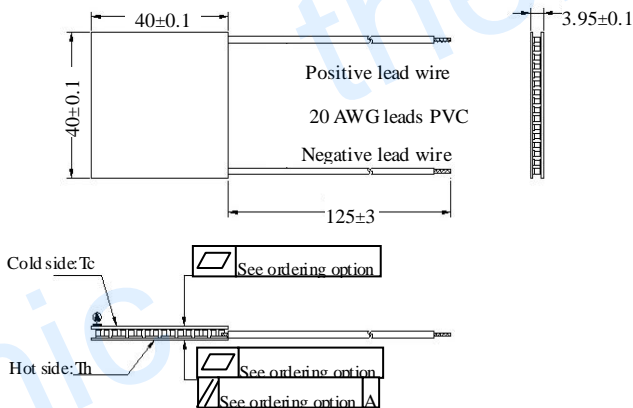 40±0.1
3.95±0.1
40±0.1
Positive lead wire
20 AWG leads PVC
Negative lead wire
125±3
See ordering option
Cold side:Tc
Hot side:Th
See ordering option
See ordering option A